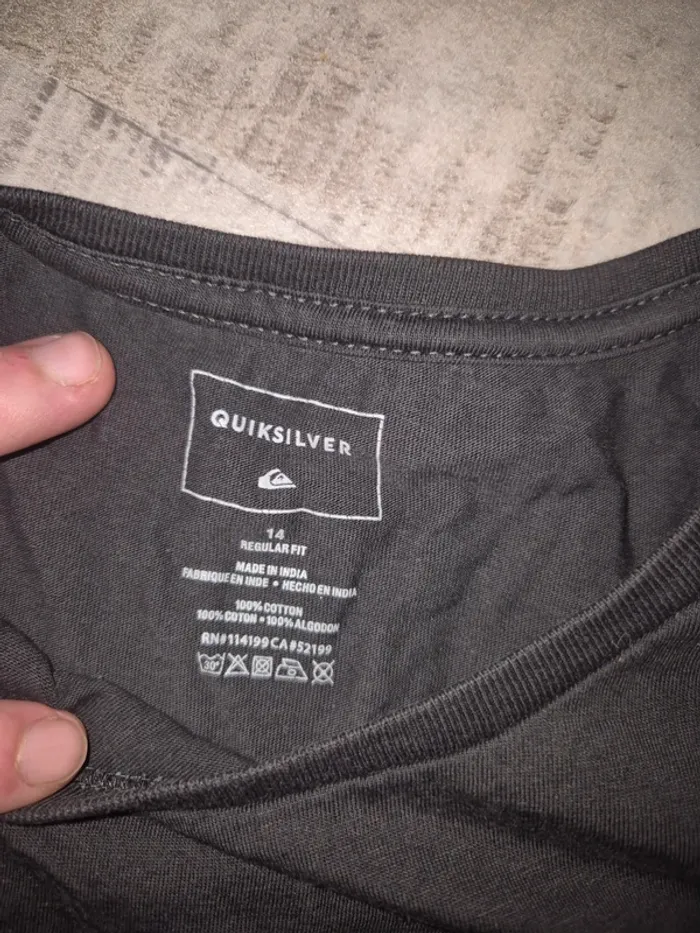 QUIKSILVER
14
REGULAR FIT
MADE IN INDIA
FABRIQUE EN INDE • HECHO EN INDIA
100% COTTON
100% COTON • 100% ALGODON
RN#114199 CA#52199
30°